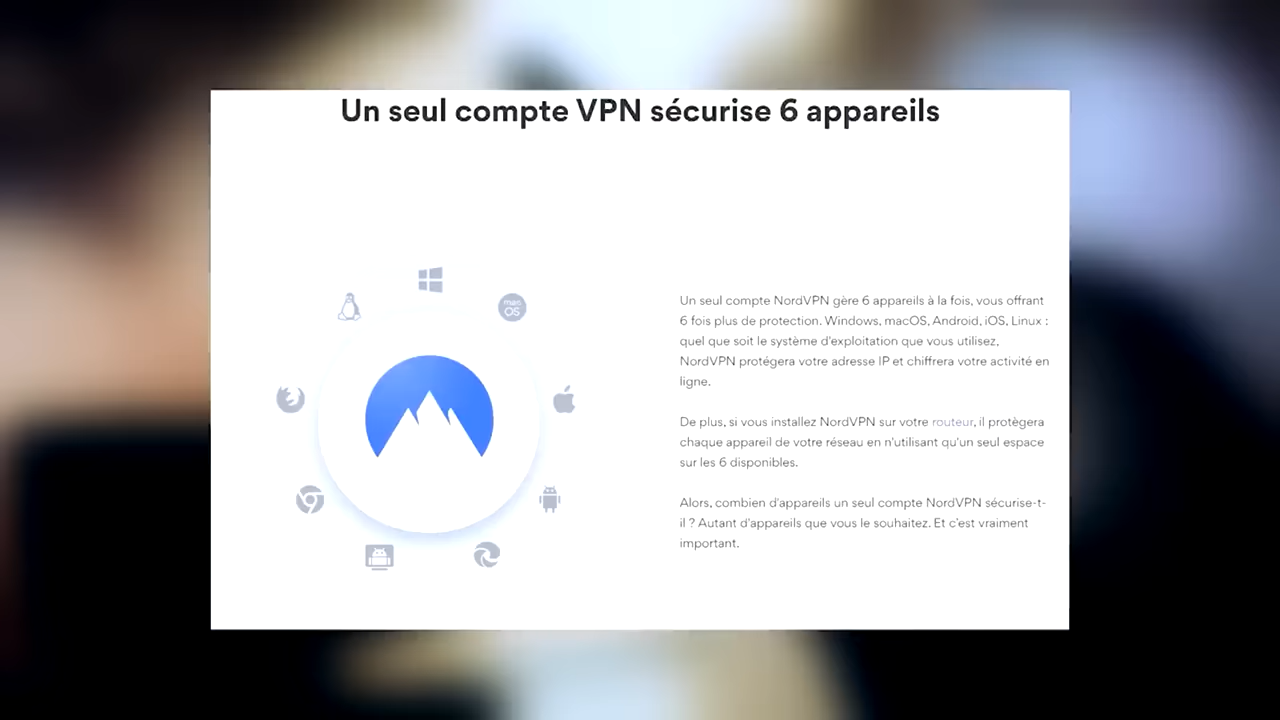 Un seul compte VPN sécurise 6 appareils
mac
OS
Un seul compte NordVPN gère 6 appareils à la fois, vous offrant
6 fois plus de protection. Windows, macOS, Android, iOS, Linux :
quel que soit le système d'exploitation que vous utilisez,
NordVPN protégera votre adresse IP et chiffrera votre activité en
ligne.
De plus, si vous installez NordVPN sur votre routeur, il protègera
chaque appareil de votre réseau en n'utilisant qu'un seul espace
sur les 6 disponibles.
Alors, combien d'appareils un seul compte NordVPN sécurise-t-
il ? Autant d'appareils que vous le souhaitez. Et c'est vraiment
important.